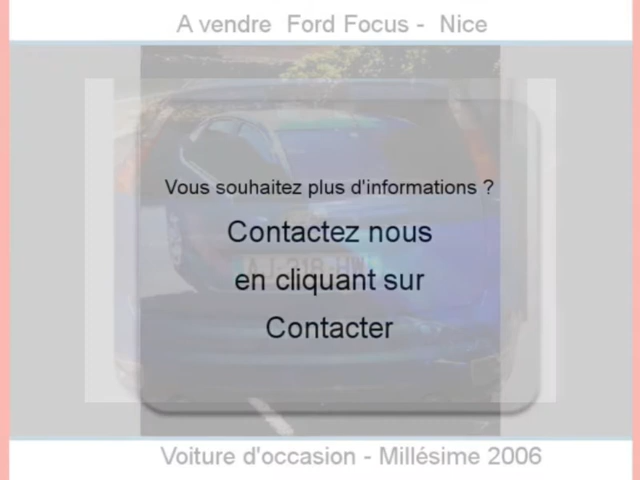 A vendre Ford Focus - Nice
Vous souhaitez plus d'informations ?
Contactez nous
en cliquant sur
Contacter
Voiture d'occasion - Millésime 2006